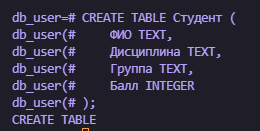 db_user=# CREATE TABLE Студент (
db_user(#     ФИО TEXT,
db_user(#     Дисциплина TEXT,
db_user(#     Группа TEXT,
db_user(#     Балл INTEGER
db_user(# );
CREATE TABLE